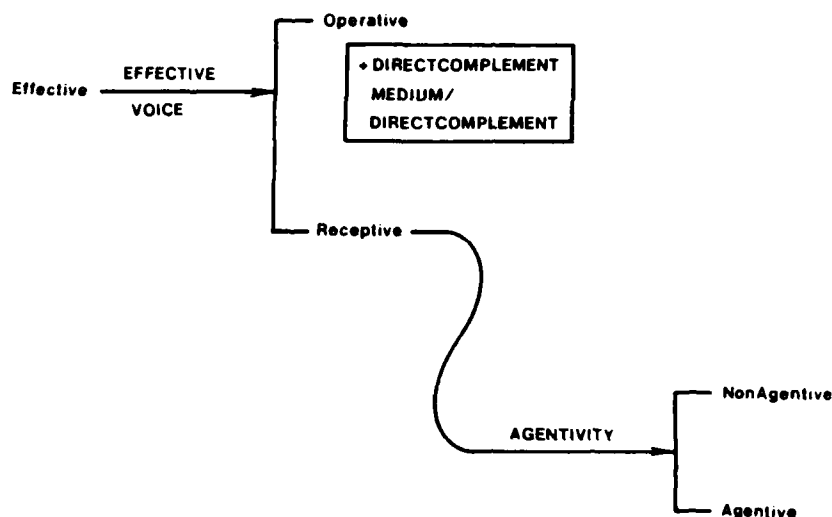 Operative
EFFECTIVE
Effective
VOICE
+ DIRECTCOMPLEMENT
MEDIUM/
DIRECTCOMPLEMENT
Receptive
NonAgentive
AGENTIVITY
Agentive